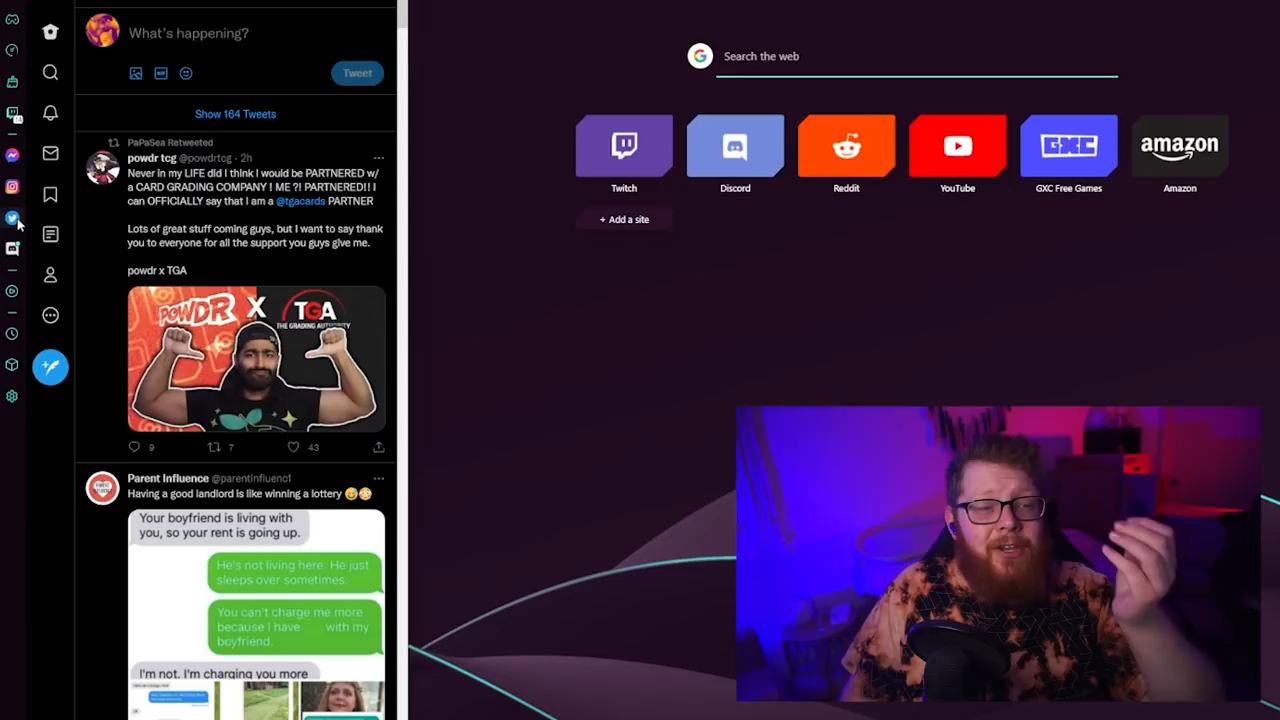 What's happening?
Tweet
Show 164 Tweets
PaPaSea Retweeted
powdr tcg @powdrtcg · 2h
Never in my LIFE did I think I would be PARTNERED w/
a CARD GRADING COMPANY ! ME ?! PARTNERED!! I
can OFFICIALLY say that I am a @tgacards PARTNER
Lots of great stuff coming guys, but I want to say thank
you to everyone for all the support you guys give me.
powdr x TGA
POWDR X TGA
THE GRADING AUTHORITY
9
7
43
Parent Influence @parentinfluenc1
Having a good landlord is like winning a lottery
Your boyfriend is living with
you, so your rent is going up.
He's not living here. He just
sleeps over sometimes.
You can't charge me more
because I have with my
boyfriend.
I'm not. I'm charging you more
Search the web
Twitch
Discord
Reddit
YouTube
GXC
GXC Free Games
amazon
Amazon
+ Add a site